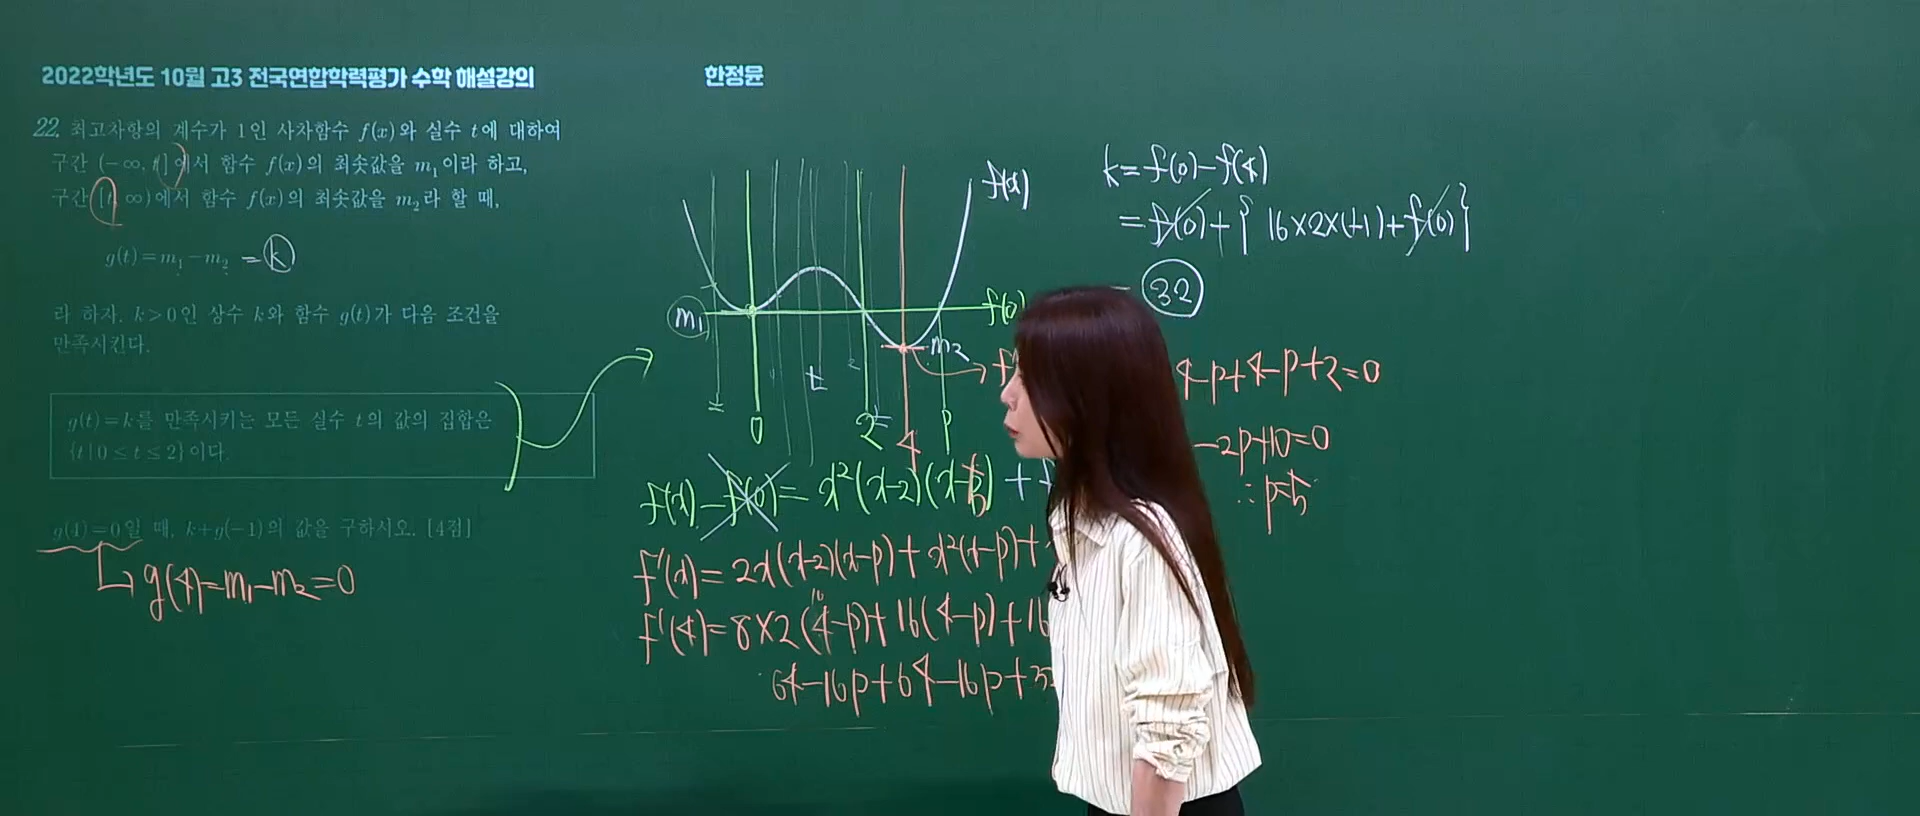 2022학년도 10월 고3 전국연합학력평가 수학 해설강의
한정윤
22. 최고차항의 계수가 1인 사차함수 f(x)와 실수 t에 대하여
구간 (-∞, t]에서 함수 f(x)의 최솟값을 m₁이라 하고,
구간 [t, ∞)에서 함수 f(x)의 최솟값을 m₂라 할 때,
g(t)=m₁-m₂ =k
라 하자. k>0인 상수 k와 함수 g(t)가 다음 조건을
만족시킨다.
g(t)=k를 만족시키는 모든 실수 t의 값의 집합은
{t|0≤t≤2}이다.
g(4)=0일 때, k+g(-1)의 값을 구하시오. [4점]
g(4)=m₁-m₂=0
f(x)
m₁
f(0)
m₂
t
0
2
4
p
f(x)-f(0)=x²(x-2)(x-5)+
f'(x)=2x(x-2)(x-p)+x²(x-p)+
f'(4)=8×2(4-p)+16(4-p)+16
64-16p+64-16p+3
k=f(0)-f(4)
=f(0)+{16×2×(+1)+f(0)}
32
4-p+4-p+2=0
-2p+10=0
∴p=5